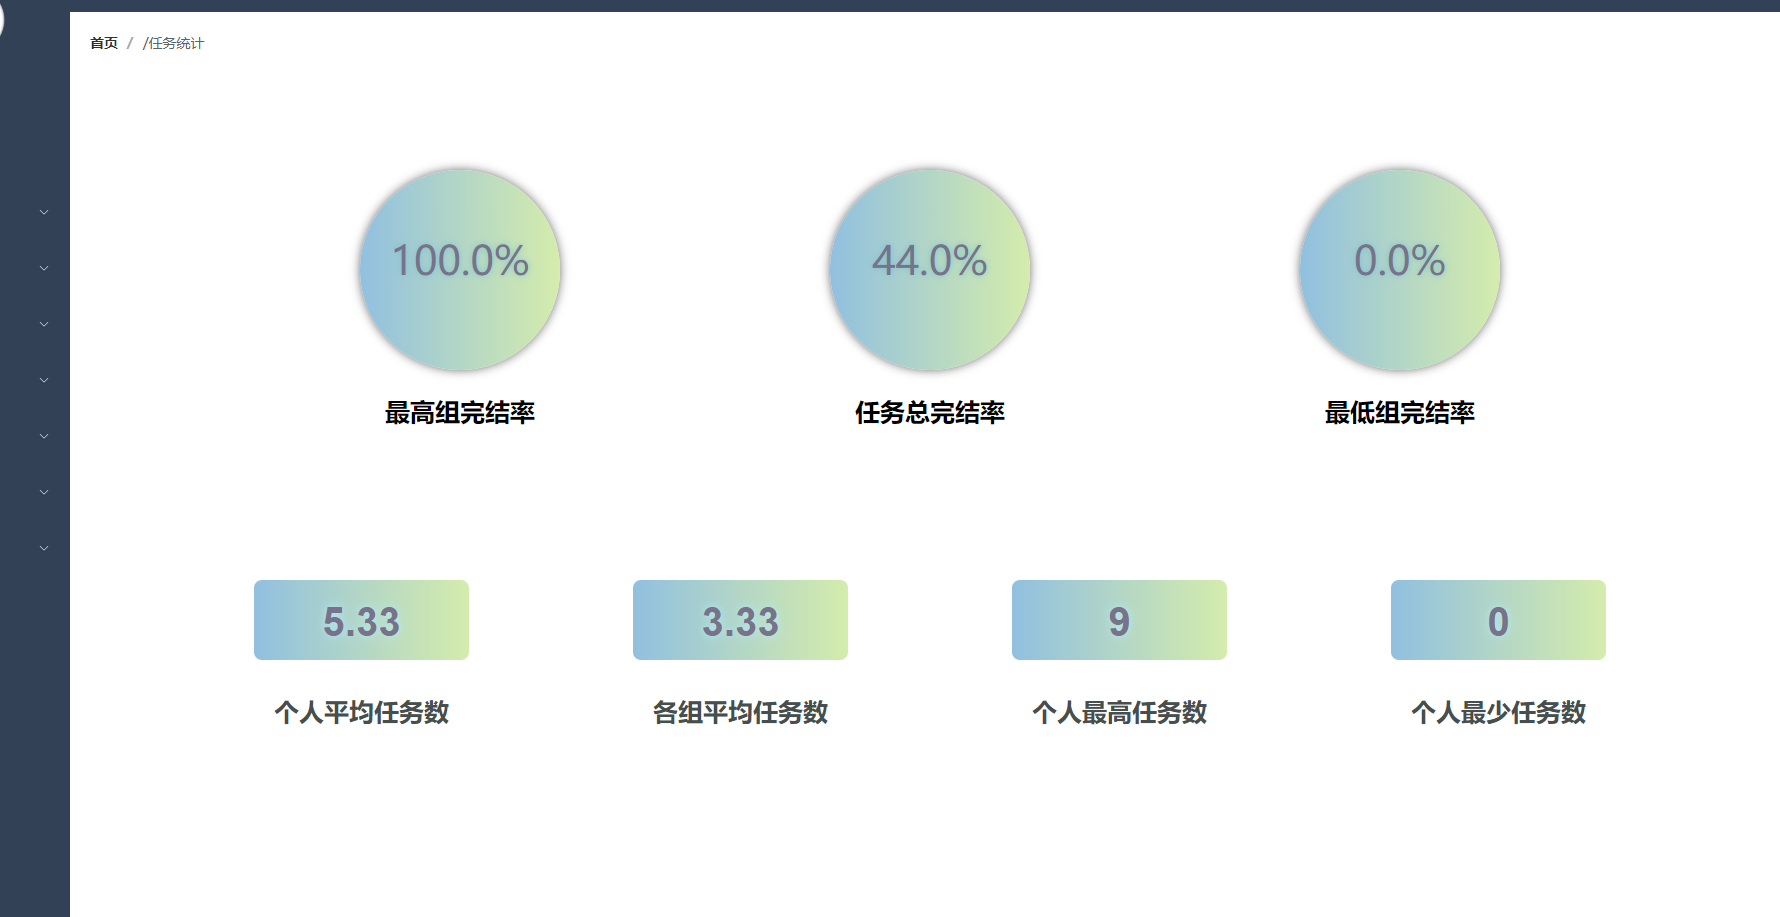 首页 / /任务统计
100.0% 44.0% 0.0%
最高组完结率 任务总完结率 最低组完结率
5.33 3.33 9 0
个人平均任务数 各组平均任务数 个人最高任务数 个人最少任务数